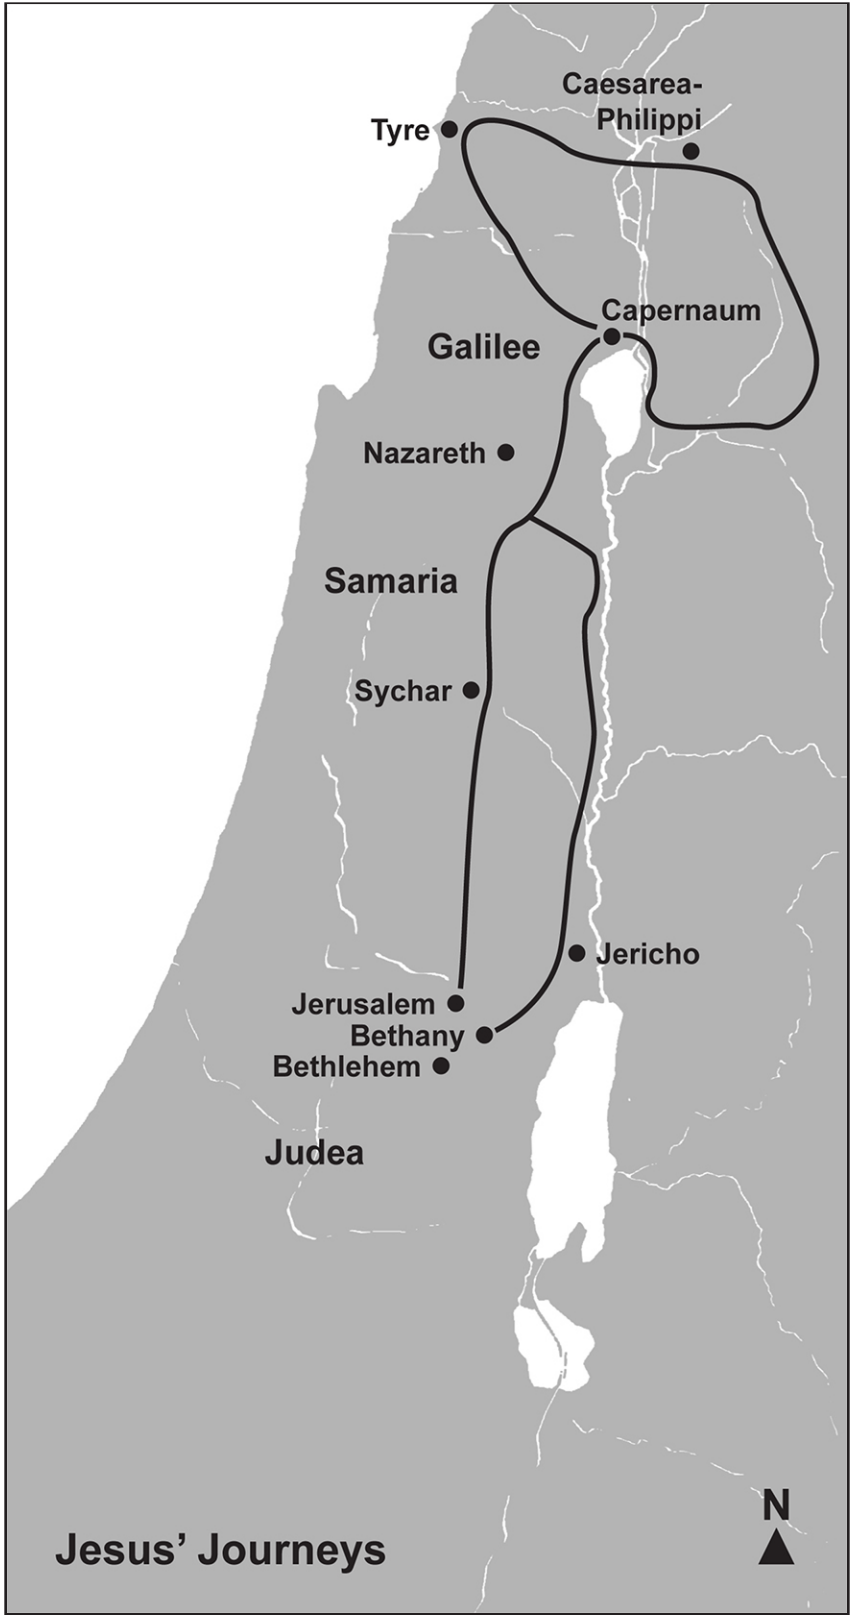 Caesarea-
Philippi
Tyre
Capernaum
Galilee
Nazareth
Samaria
Sychar
Jericho
Jerusalem
Bethany
Bethlehem
Judea
N
Jesus’ Journeys